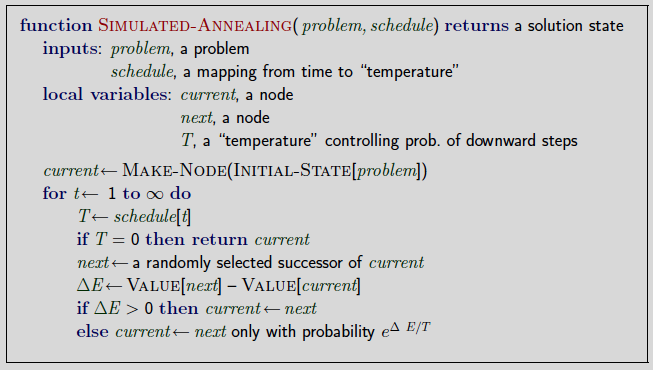 function SIMULATED-ANNEALING( problem, schedule) returns a solution state
inputs: problem, a problem
schedule, a mapping from time to “temperature”
local variables: current, a node
next, a node
T, a “temperature” controlling prob. of downward steps
current ← MAKE-NODE(INITIAL-STATE[problem])
for t ← 1 to ∞ do
T ← schedule[t]
if T = 0 then return current
next ← a randomly selected successor of current
ΔE ← VALUE[next] – VALUE[current]
if ΔE > 0 then current ← next
else current ← next only with probability e^Δ E/T